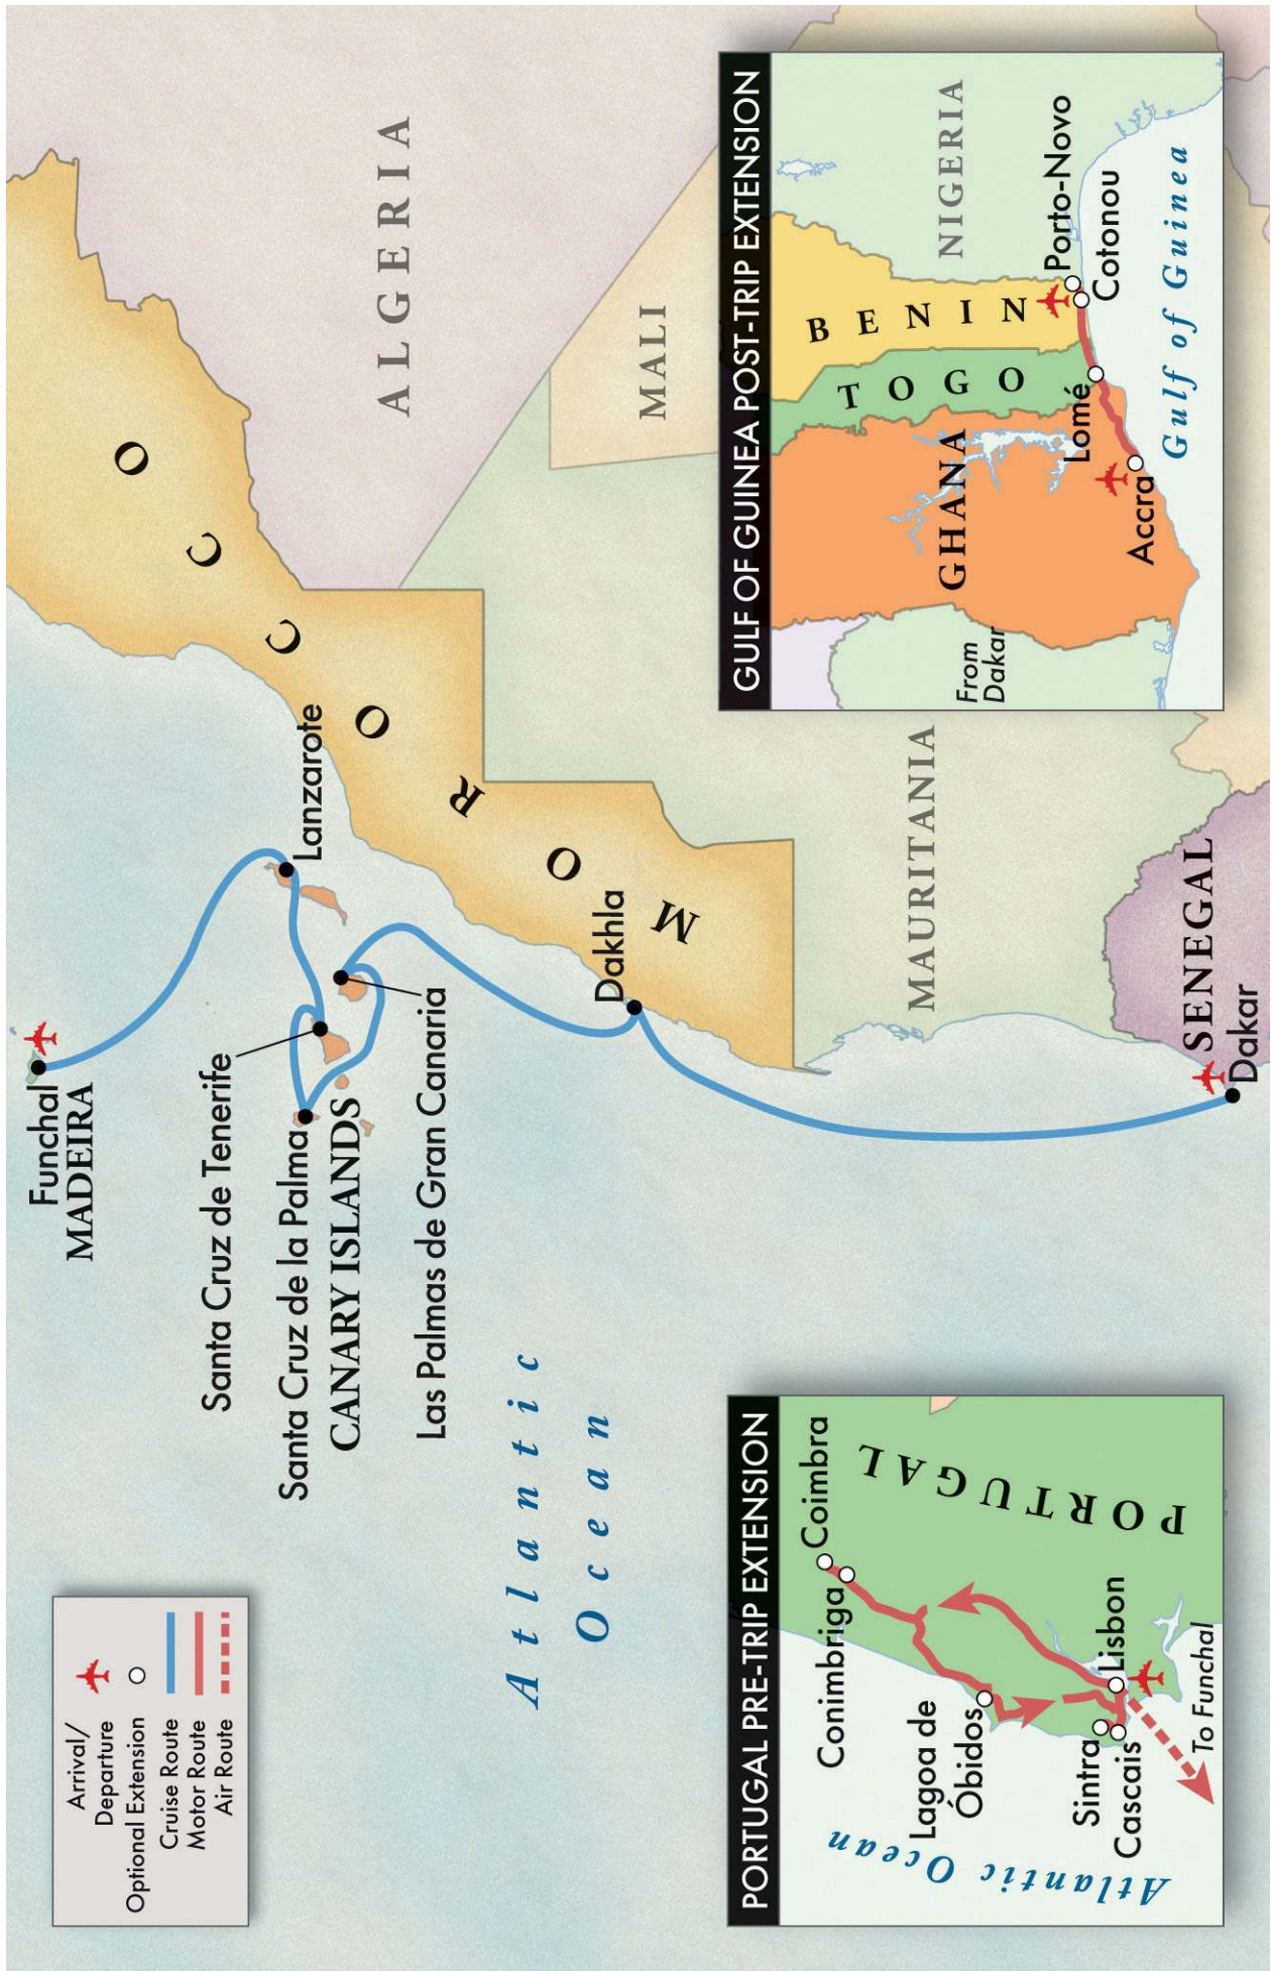 Arrival/
Departure
Optional Extension
Cruise Route
Motor Route
Air Route
Funchal
MADEIRA
Santa Cruz de Tenerife
Santa Cruz de la Palma
CANARY ISLANDS
Las Palmas de Gran Canaria
Lanzarote
Atlantic
Ocean
MOROCCO
Dakhla
ALGERIA
MALI
MAURITANIA
SENEGAL
Dakar
PORTUGAL PRE-TRIP EXTENSION
Coimbra
Conimbriga
PORTUGAL
Lagoa de
Óbidos
Sintra
Cascais
Lisbon
To Funchal
Atlantic Ocean
GULF OF GUINEA POST-TRIP EXTENSION
BENIN
TOGO
GHANA
NIGERIA
From
Dakar
Lomé
Porto-Novo
Cotonou
Accra
Gulf of Guinea